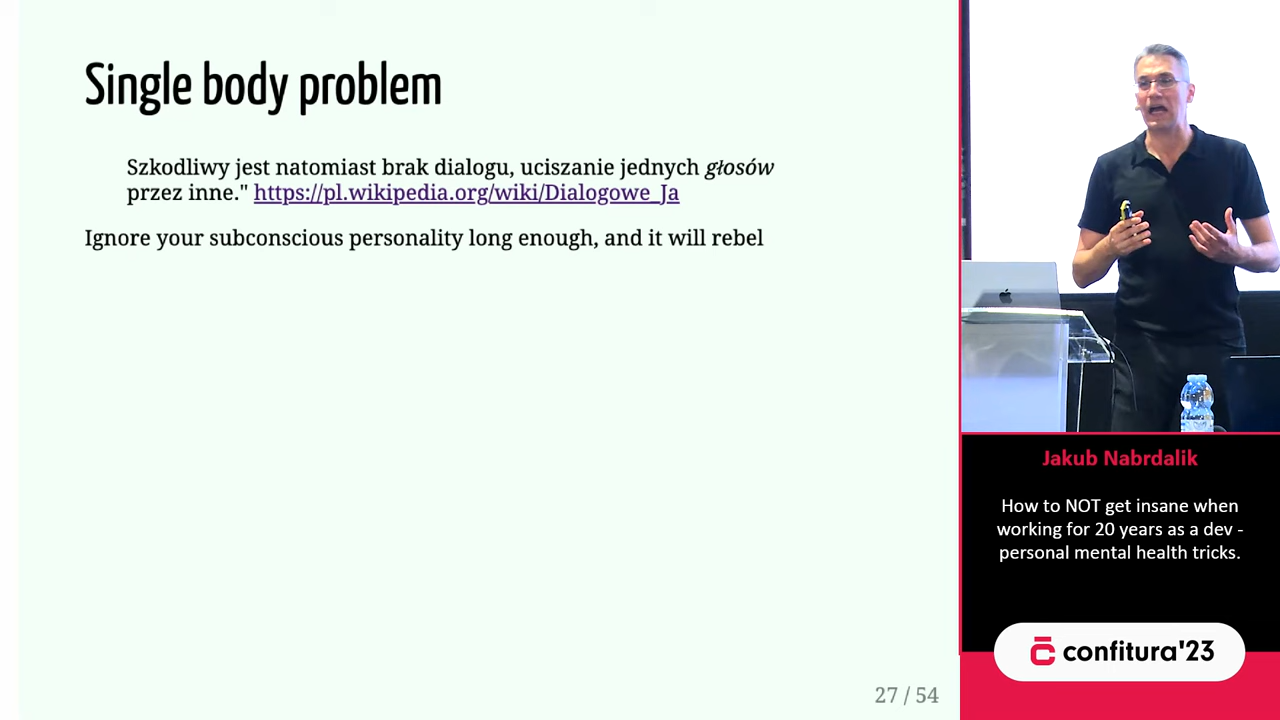 Single body problem
Szkodliwy jest natomiast brak dialogu, uciszanie jednych głosów
przez inne." https://pl.wikipedia.org/wiki/Dialogowe_Ja
Ignore your subconscious personality long enough, and it will rebel
27 / 54
Jakub Nabrdalik
How to NOT get insane when
working for 20 years as a dev -
personal mental health tricks.
confitura'23